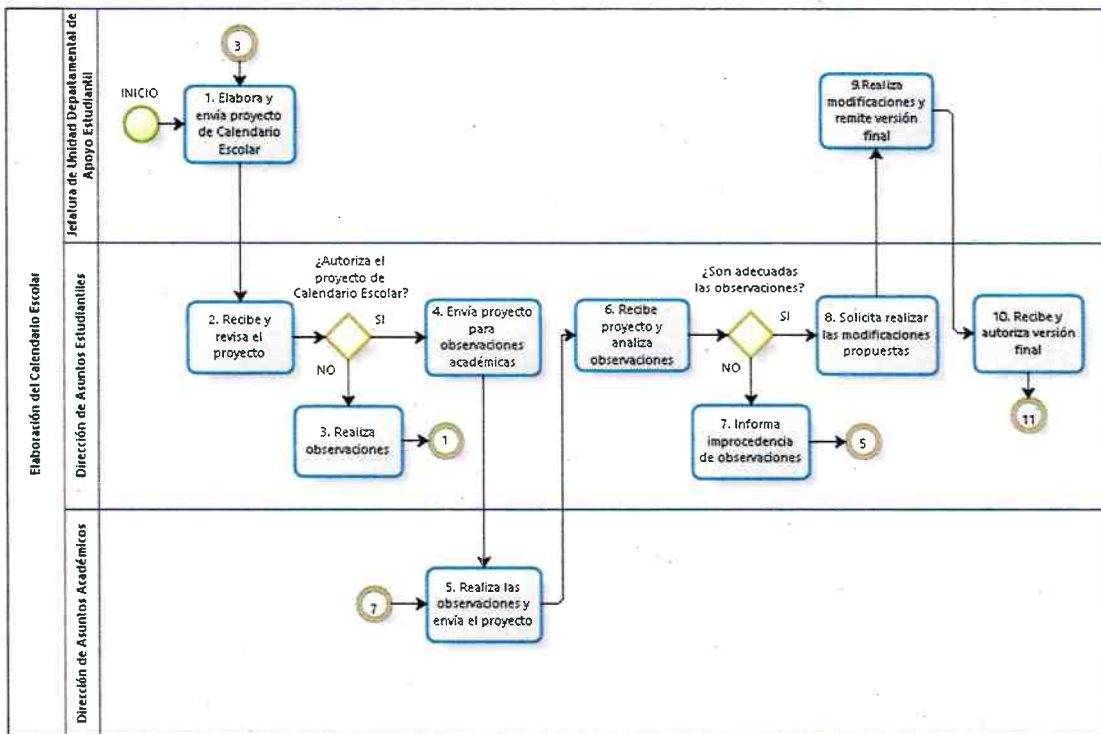 Elaboración del Calendario Escolar
Jefatura de Unidad Departamental de
Apoyo Estudiantil
3
INICIO
1. Elabora y
envía proyecto
de Calendario
Escolar
9.Realiza
modificaciones y
remite versión
final
Dirección de Asuntos Estudiantiles
2. Recibe y
revisa el
proyecto
¿Autoriza el
proyecto de
Calendario Escolar?
SI
NO
3. Realiza
observaciones
1
4. Envía proyecto
para
observaciones
académicas
6. Recibe
proyecto y
analiza
observaciones
¿Son adecuadas
las observaciones?
SI
NO
7. Informa
improcedencia
de observaciones
5
8. Solicita realizar
las modificaciones
propuestas
10. Recibe y
autoriza versión
final
11
Dirección de Asuntos Académicos
7
5. Realiza las
observaciones y
envía el proyecto